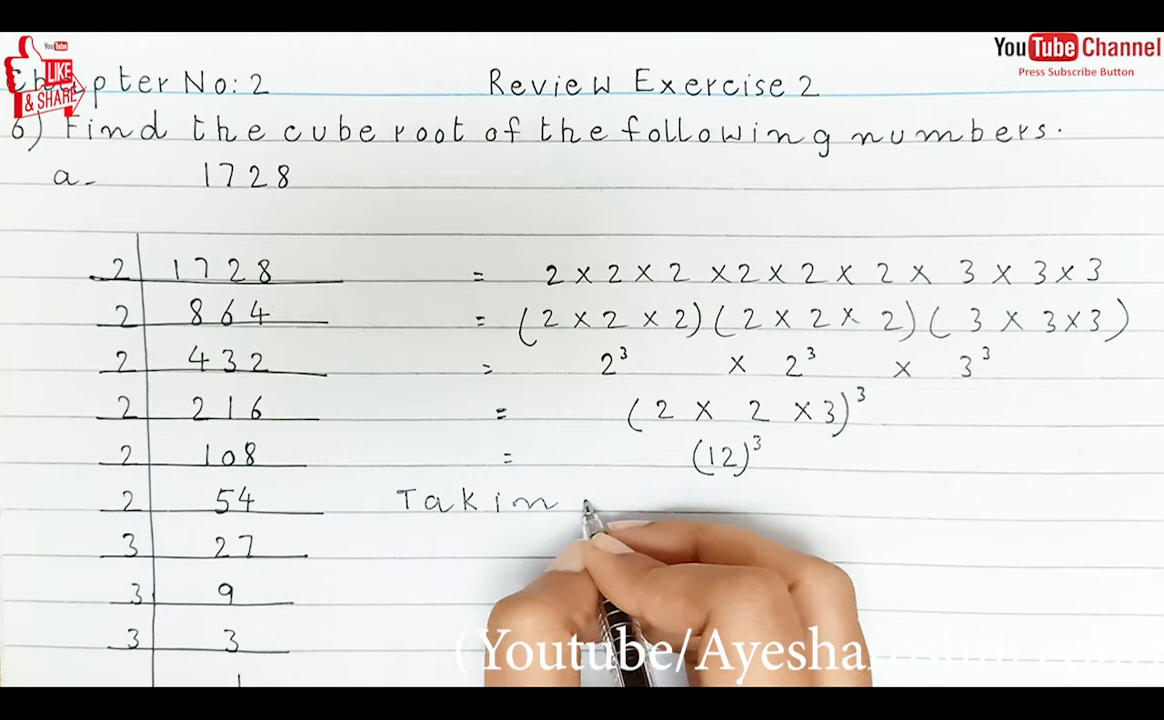 YouTube
LIKE
& SHARE
YouTube Channel
Press Subscribe Button
Chapter No: 2 Review Exercise 2
6) Find the cube root of the following numbers.
a- 1728
2 1728 = 2 × 2 × 2 × 2 × 2 × 2 × 3 × 3 × 3
2 864 = (2 × 2 × 2) (2 × 2 × 2) (3 × 3 × 3)
2 432 = 2³ × 2³ × 3³
2 216 = (2 × 2 × 3)³
2 108 = (12)³
2 54 Takin
3 27
3 9
3 3
1
(Youtube/Ayesha